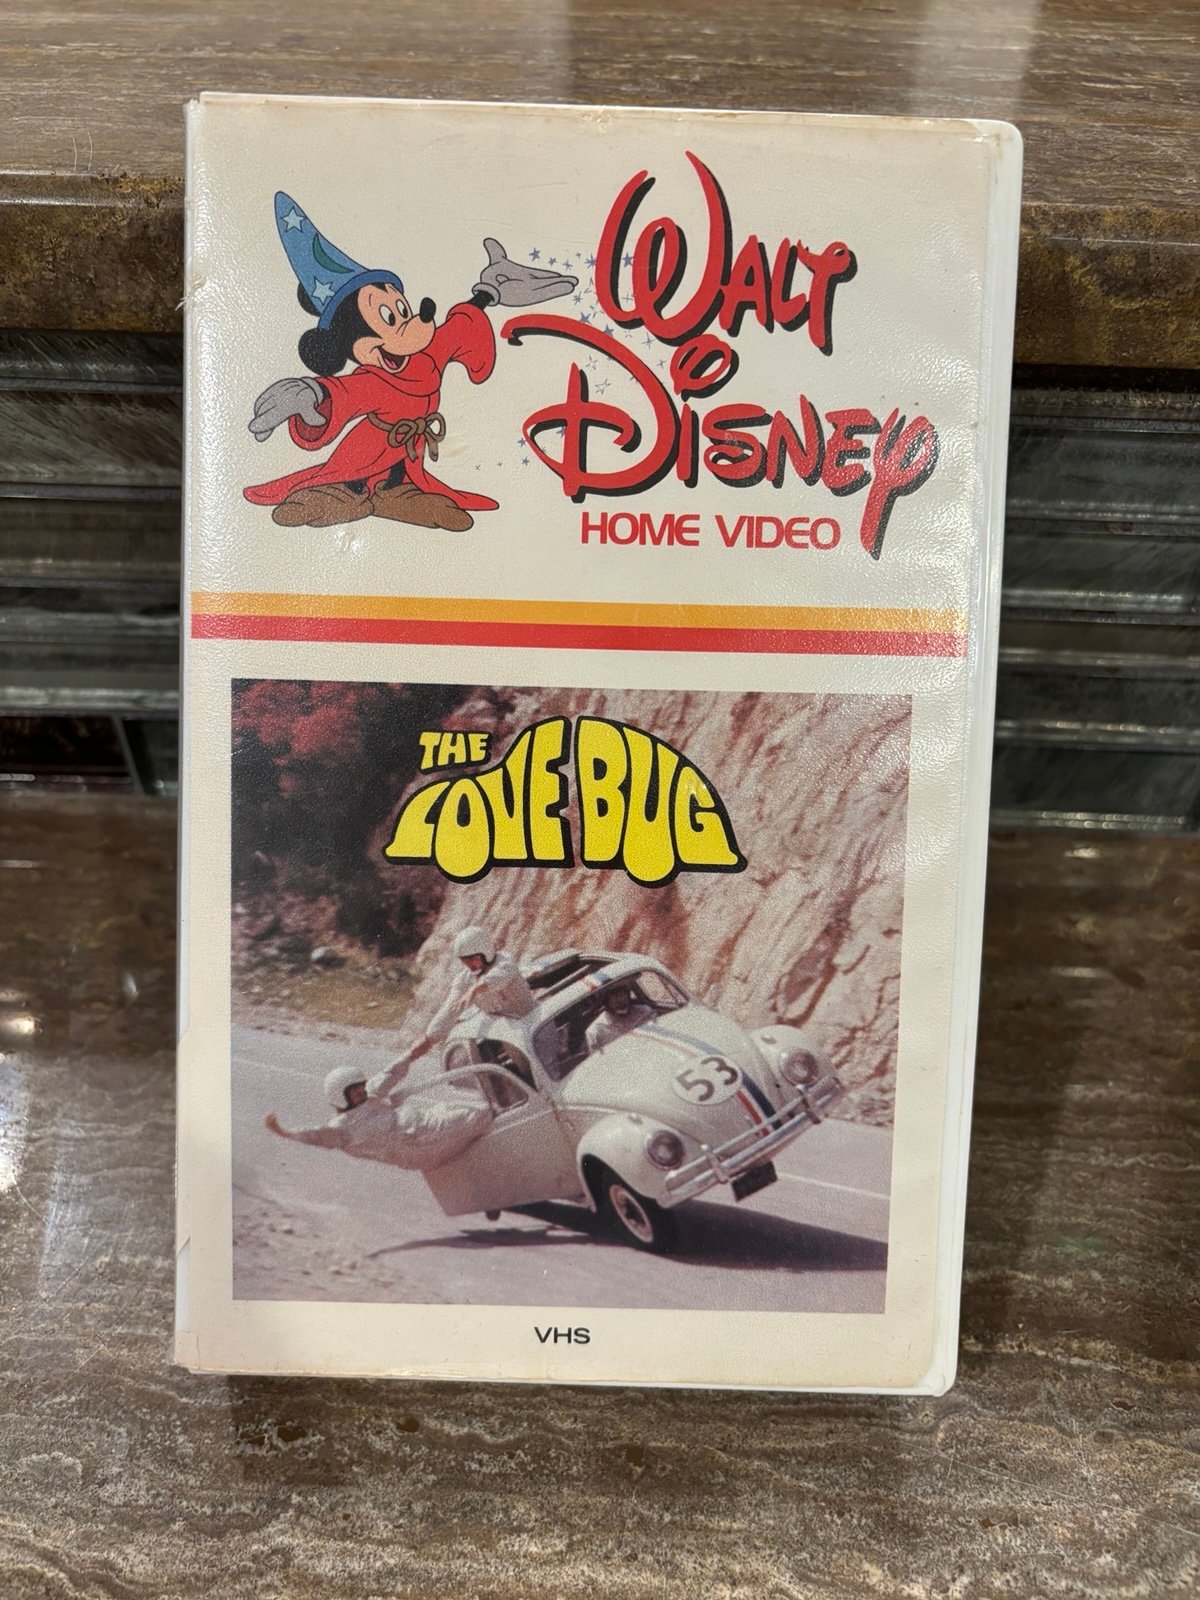 WALT
DISNEY
HOME VIDEO
THE
LOVE BUG
53
VHS